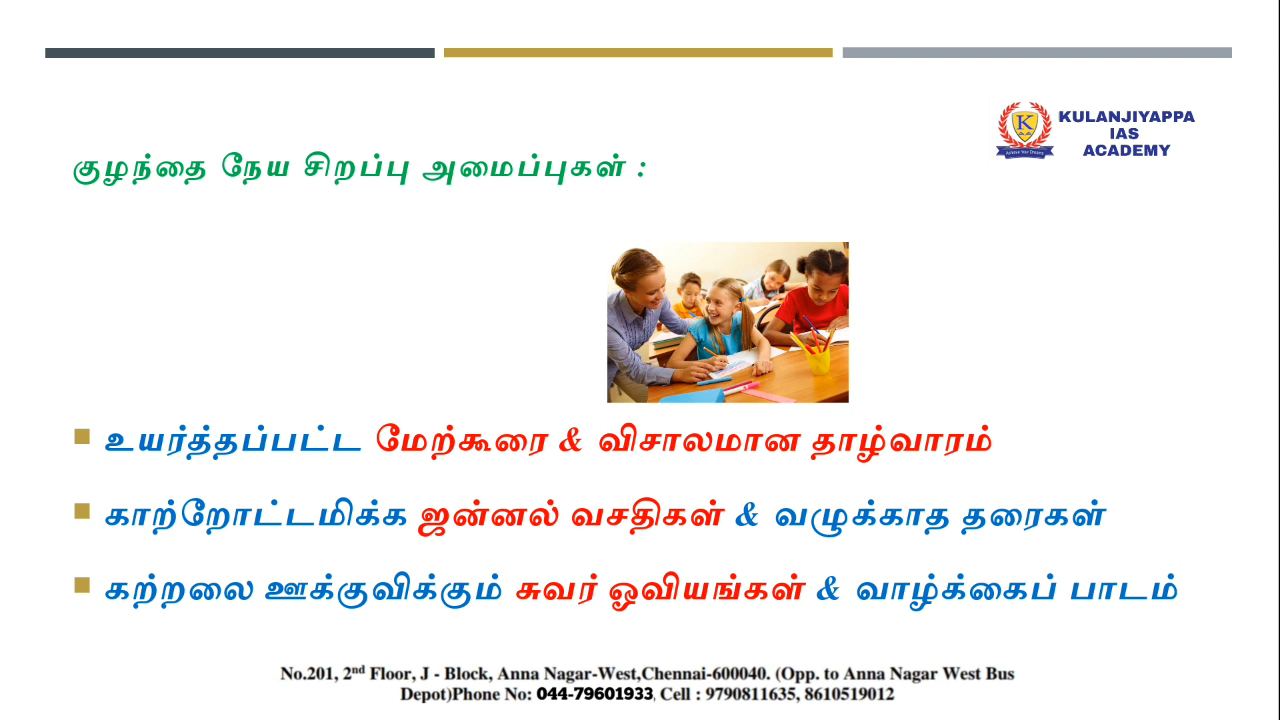 KULANJIYAPPA
IAS
ACADEMY
குழந்தை நேய சிறப்பு அமைப்புகள் :
உயர்த்தப்பட்ட மேற்கூரை & விசாலமான தாழ்வாரம்
காற்றோட்டமிக்க ஜன்னல் வசதிகள் & வழுக்காத தரைகள்
கற்றலை ஊக்குவிக்கும் சுவர் ஓவியங்கள் & வாழ்க்கைப் பாடம்
No.201, 2nd Floor, J - Block, Anna Nagar-West,Chennai-600040. (Opp. to Anna Nagar West Bus
Depot)Phone No: 044-79601933, Cell : 9790811635, 8610519012